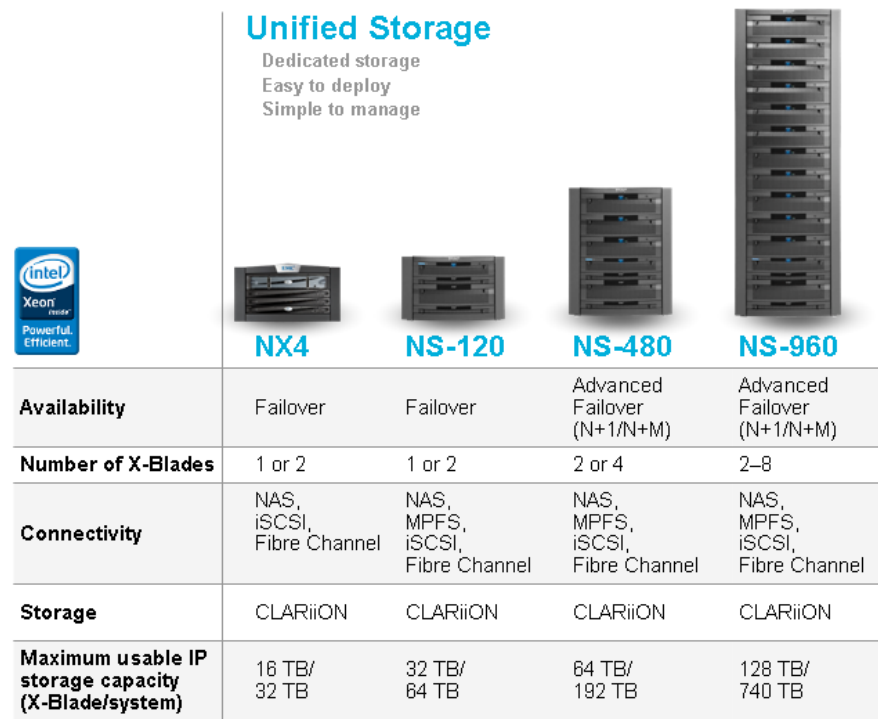 Unified Storage
Dedicated storage
Easy to deploy
Simple to manage
intel
Xeon
inside
Powerful.
Efficient.
NX4 NS-120 NS-480 NS-960
Availability Failover Failover Advanced Failover (N+1/N+M) Advanced Failover (N+1/N+M)
Number of X-Blades 1 or 2 1 or 2 2 or 4 2–8
Connectivity NAS, iSCSI, Fibre Channel NAS, MPFS, iSCSI, Fibre Channel NAS, MPFS, iSCSI, Fibre Channel NAS, MPFS, iSCSI, Fibre Channel
Storage CLARiiON CLARiiON CLARiiON CLARiiON
Maximum usable IP storage capacity (X-Blade/system) 16 TB/ 32 TB 32 TB/ 64 TB 64 TB/ 192 TB 128 TB/ 740 TB